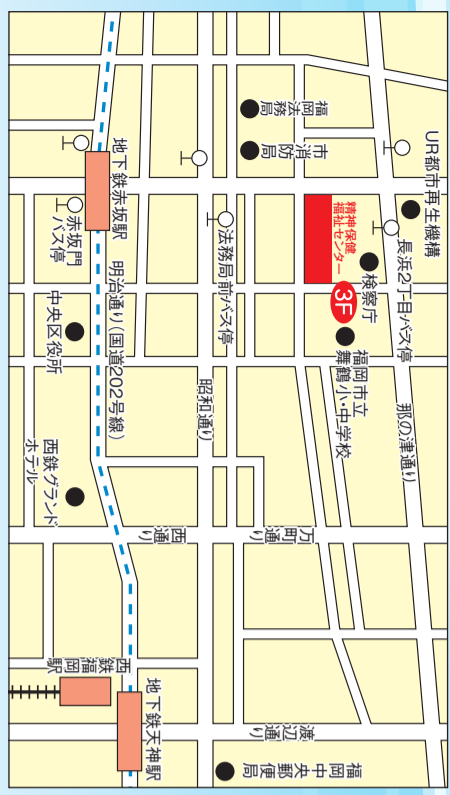 福岡法務局
市消防局
UR都市再生機構
精神保健
福祉センター
3F
検察庁
長浜2丁目バス停
福岡市立
舞鶴小・中学校
那の津通り
法務局前バス停
昭和通り
地下鉄赤坂駅
赤坂門
バス停
明治通り(国道202号線)
中央区役所
西鉄グランド
ホテル
西通り
万町通り
西鉄福岡駅
地下鉄天神駅
渡辺通り
福岡中央郵便局